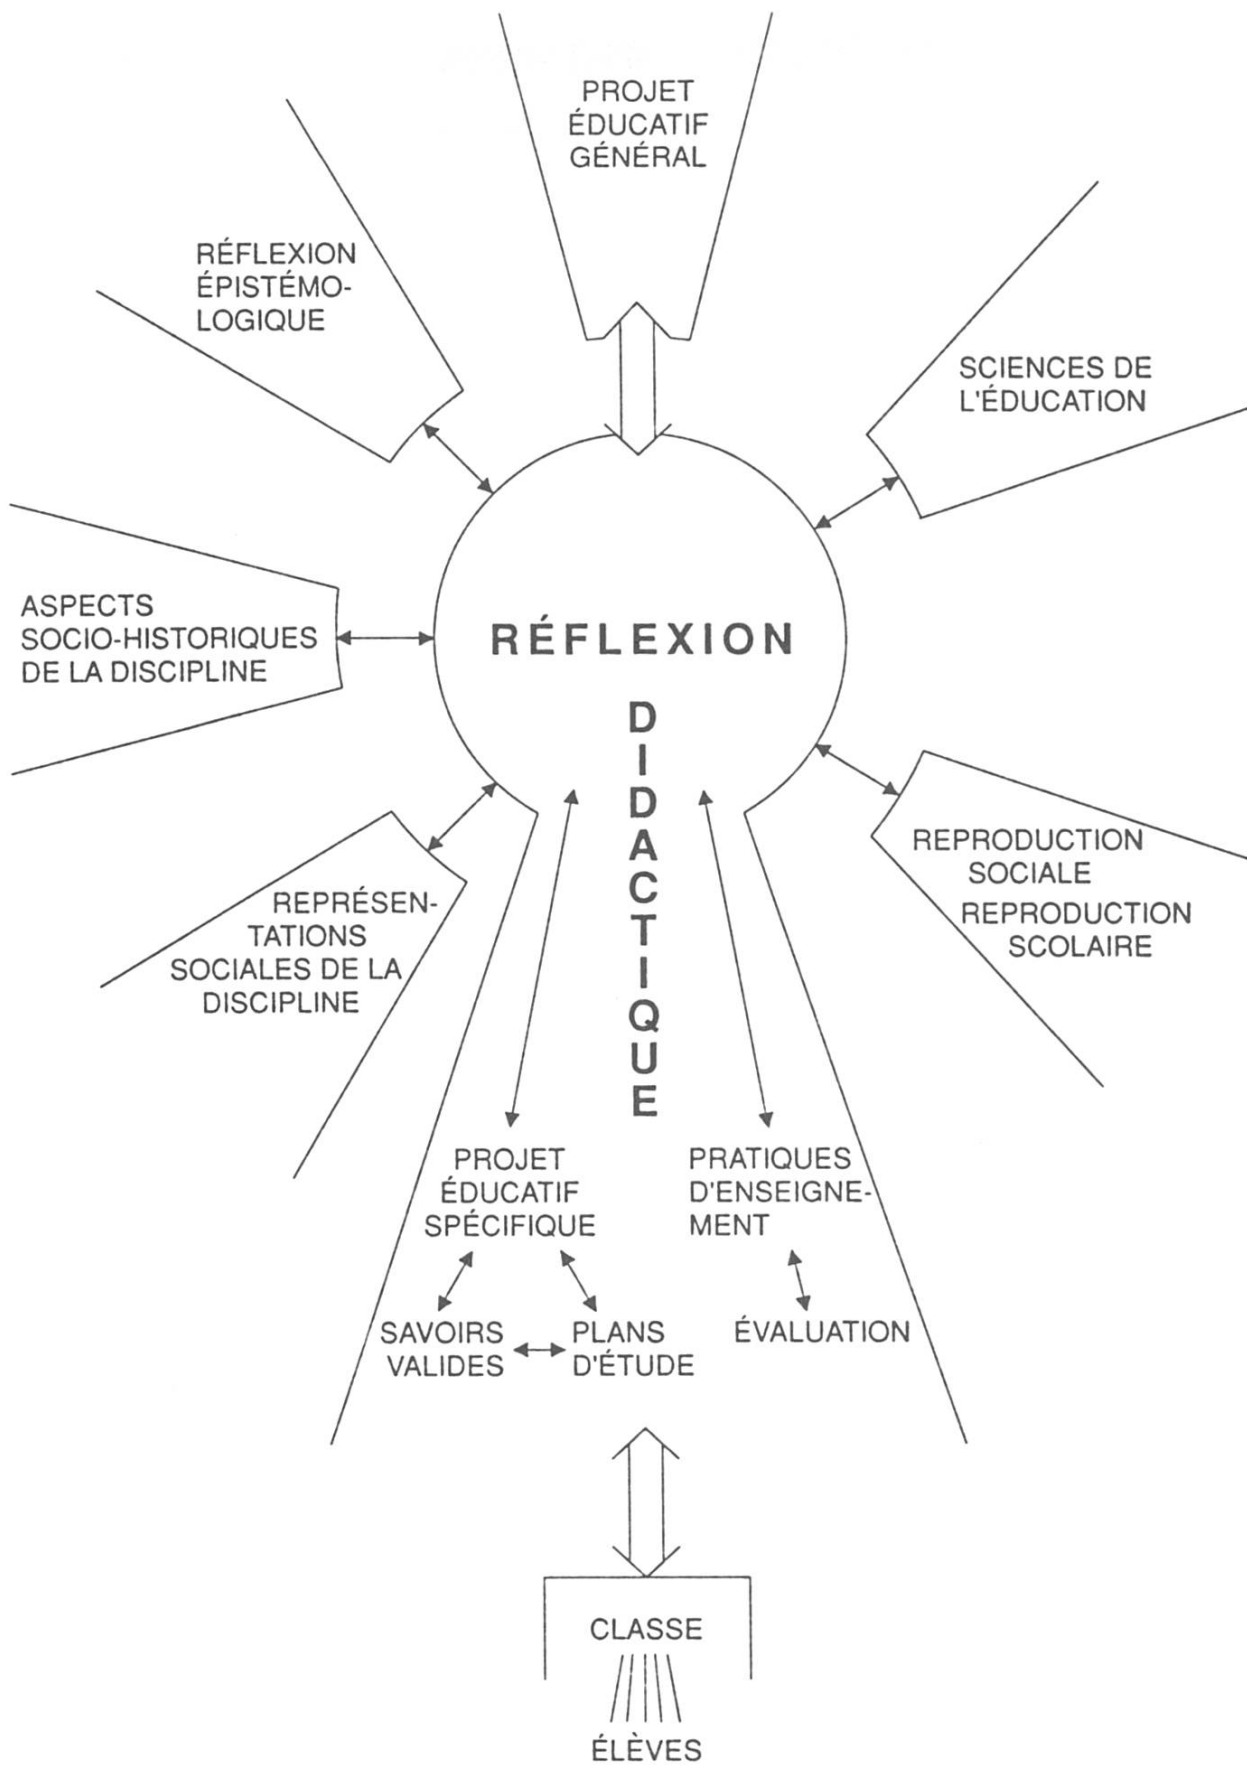 PROJET
ÉDUCATIF
GÉNÉRAL
RÉFLEXION
ÉPISTÉMO-
LOGIQUE
SCIENCES DE
L'ÉDUCATION
ASPECTS
SOCIO-HISTORIQUES
DE LA DISCIPLINE
RÉFLEXION
DIDACTIQUE
REPRODUCTION
SOCIALE
REPRODUCTION
SCOLAIRE
REPRÉSEN-
TATIONS
SOCIALES DE LA
DISCIPLINE
PROJET
ÉDUCATIF
SPÉCIFIQUE
PRATIQUES
D'ENSEIGNE-
MENT
SAVOIRS
VALIDES
PLANS
D'ÉTUDE
ÉVALUATION
CLASSE
ÉLÈVES